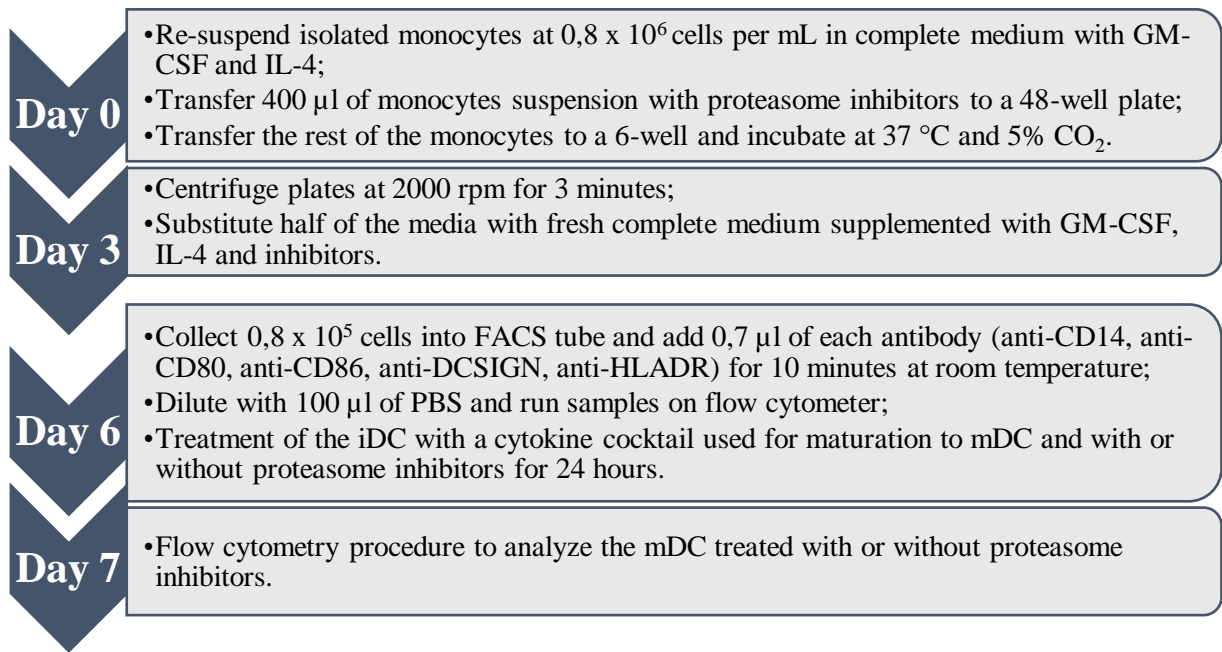 Day 0
•Re-suspend isolated monocytes at 0,8 x 10⁶ cells per mL in complete medium with GM-
CSF and IL-4;
•Transfer 400 µl of monocytes suspension with proteasome inhibitors to a 48-well plate;
•Transfer the rest of the monocytes to a 6-well and incubate at 37 °C and 5% CO₂.
Day 3
•Centrifuge plates at 2000 rpm for 3 minutes;
•Substitute half of the media with fresh complete medium supplemented with GM-CSF,
IL-4 and inhibitors.
Day 6
•Collect 0,8 x 10⁵ cells into FACS tube and add 0,7 µl of each antibody (anti-CD14, anti-
CD80, anti-CD86, anti-DCSIGN, anti-HLADR) for 10 minutes at room temperature;
•Dilute with 100 µl of PBS and run samples on flow cytometer;
•Treatment of the iDC with a cytokine cocktail used for maturation to mDC and with or
without proteasome inhibitors for 24 hours.
Day 7
•Flow cytometry procedure to analyze the mDC treated with or without proteasome
inhibitors.